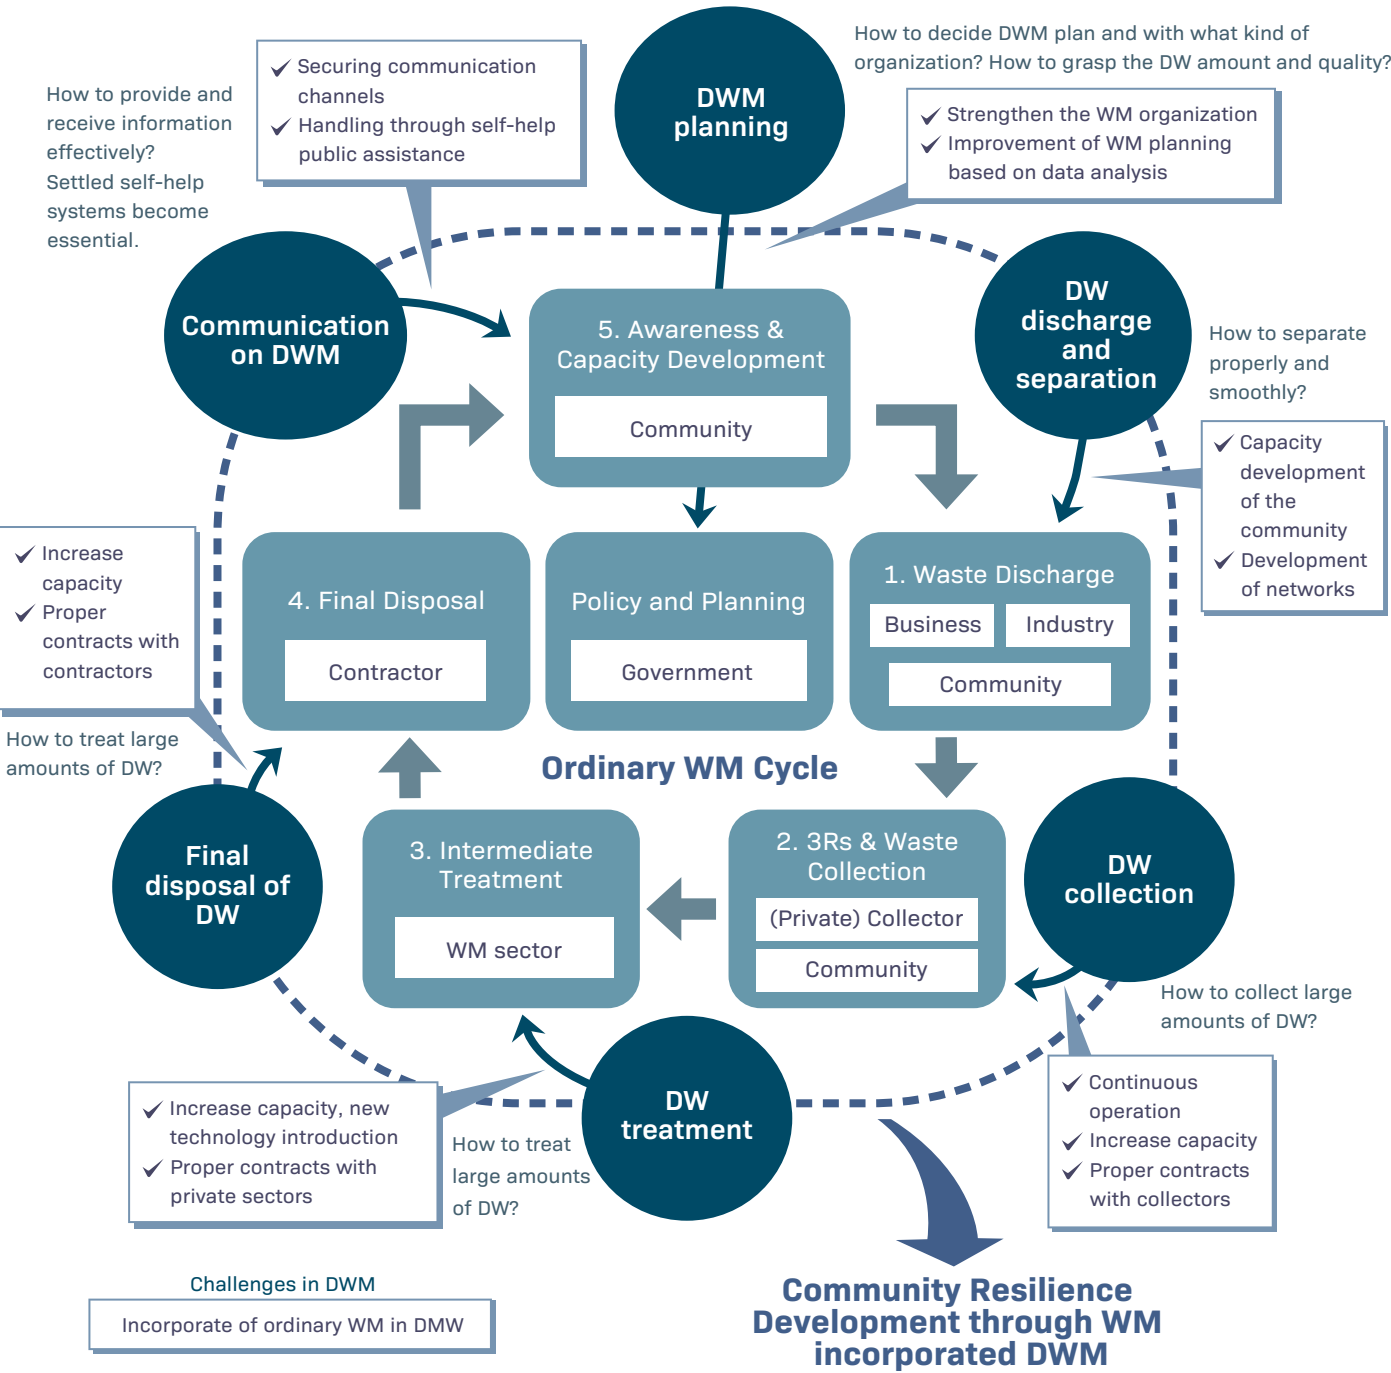 How to provide and
receive information
effectively?
Settled self-help
systems become
essential.
Securing communication
channels
Handling through self-help
public assistance
DWM
planning
How to decide DWM plan and with what kind of
organization? How to grasp the DW amount and quality?
Strengthen the WM organization
Improvement of WM planning
based on data analysis
Communication
on DWM
5. Awareness &
Capacity Development
Community
DW
discharge
and
separation
How to separate
properly and
smoothly?
Capacity
development
of the
community
Development
of networks
Increase
capacity
Proper
contracts with
contractors
How to treat large
amounts of DW?
4. Final Disposal
Contractor
Policy and Planning
Government
1. Waste Discharge
Business
Industry
Community
Ordinary WM Cycle
Final
disposal of
DW
3. Intermediate
Treatment
WM sector
2. 3Rs & Waste
Collection
(Private) Collector
Community
DW
collection
How to collect large
amounts of DW?
Continuous
operation
Increase capacity
Proper contracts
with collectors
Increase capacity, new
technology introduction
Proper contracts with
private sectors
How to treat
large amounts
of DW?
DW
treatment
Challenges in DWM
Incorporate of ordinary WM in DMW
Community Resilience
Development through WM
incorporated DWM